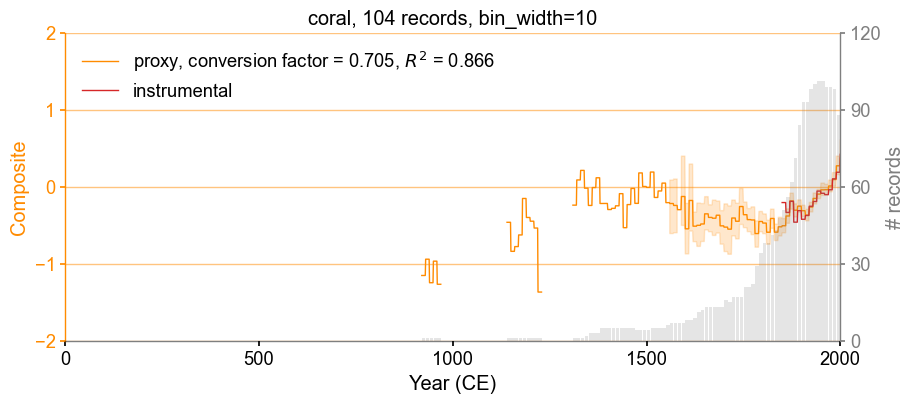 coral, 104 records, bin_width=10
proxy, conversion factor = 0.705, R² = 0.866
instrumental
Composite
2
1
0
−1
−2
# records
120
90
60
30
0
0 500 1000 1500 2000
Year (CE)